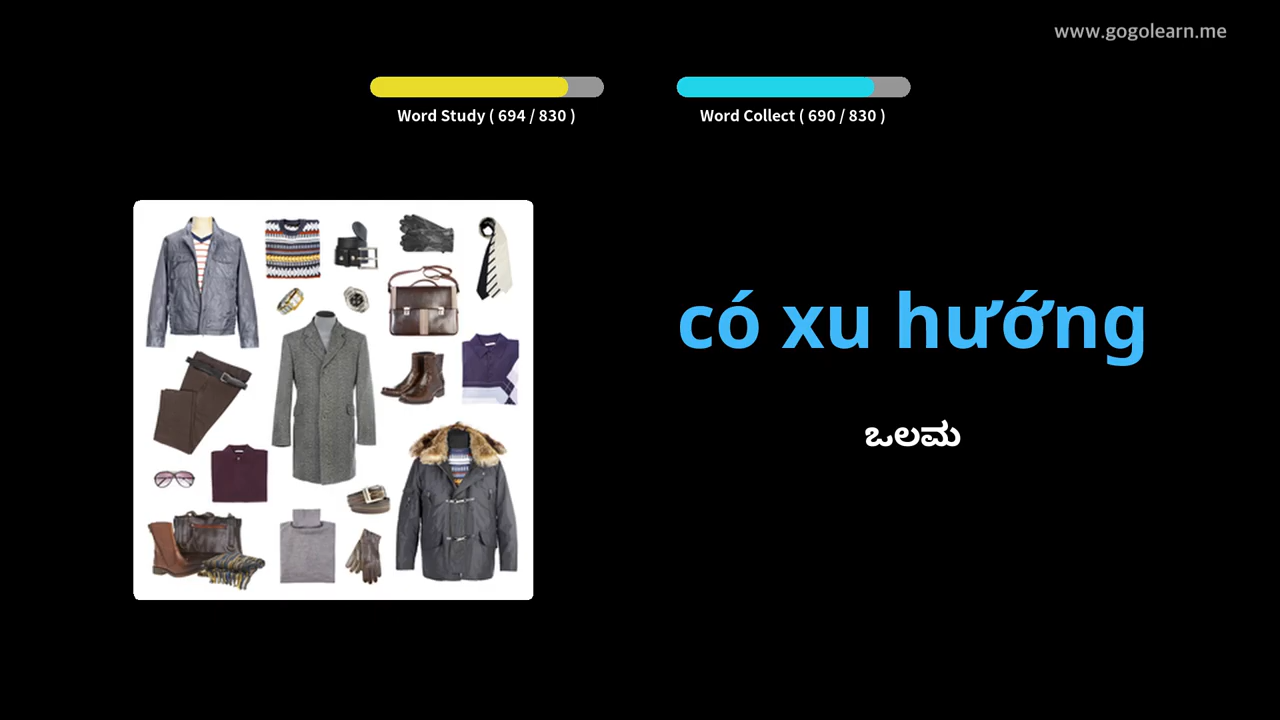 www.gogolearn.me
Word Study ( 694 / 830 )
Word Collect ( 690 / 830 )
có xu hướng
ಒಲಮ